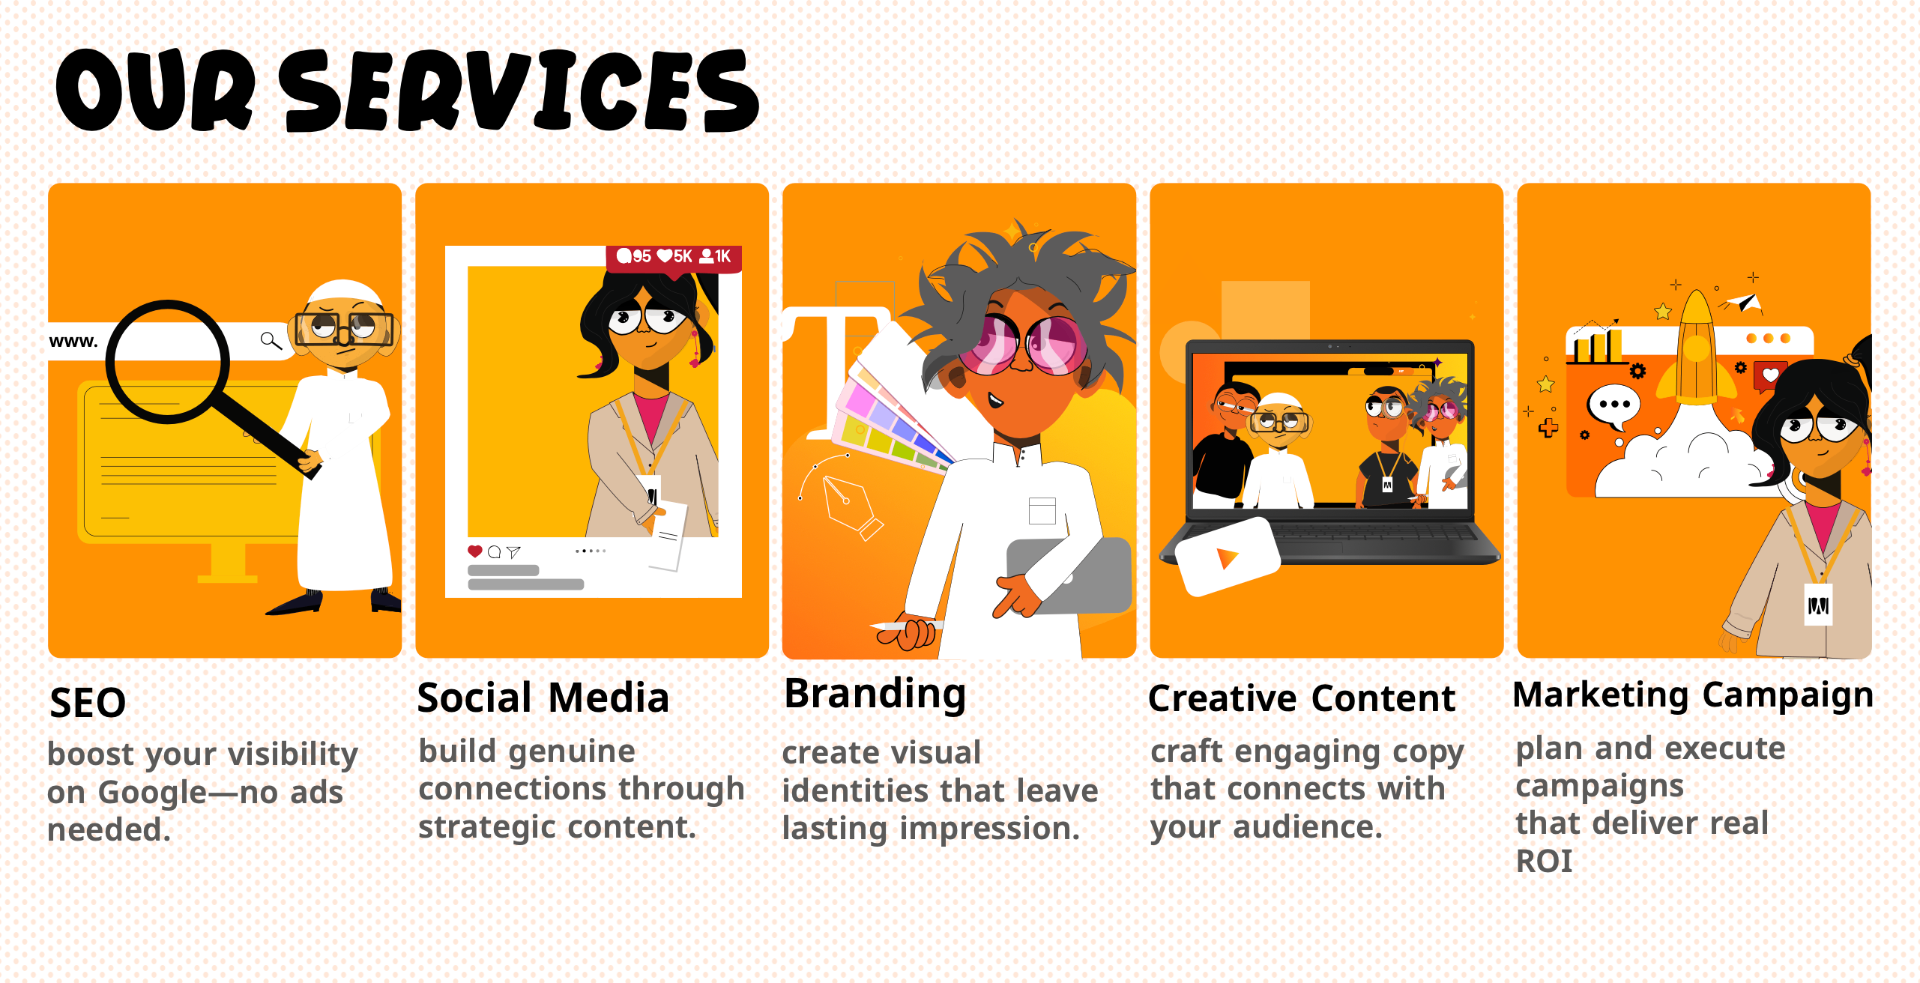 OUR SERVICES
www.
95 5K 1K
SEO
boost your visibility
on Google—no ads
needed.
Social Media
build genuine
connections through
strategic content.
Branding
create visual
identities that leave
lasting impression.
Creative Content
craft engaging copy
that connects with
your audience.
Marketing Campaign
plan and execute
campaigns
that deliver real
ROI